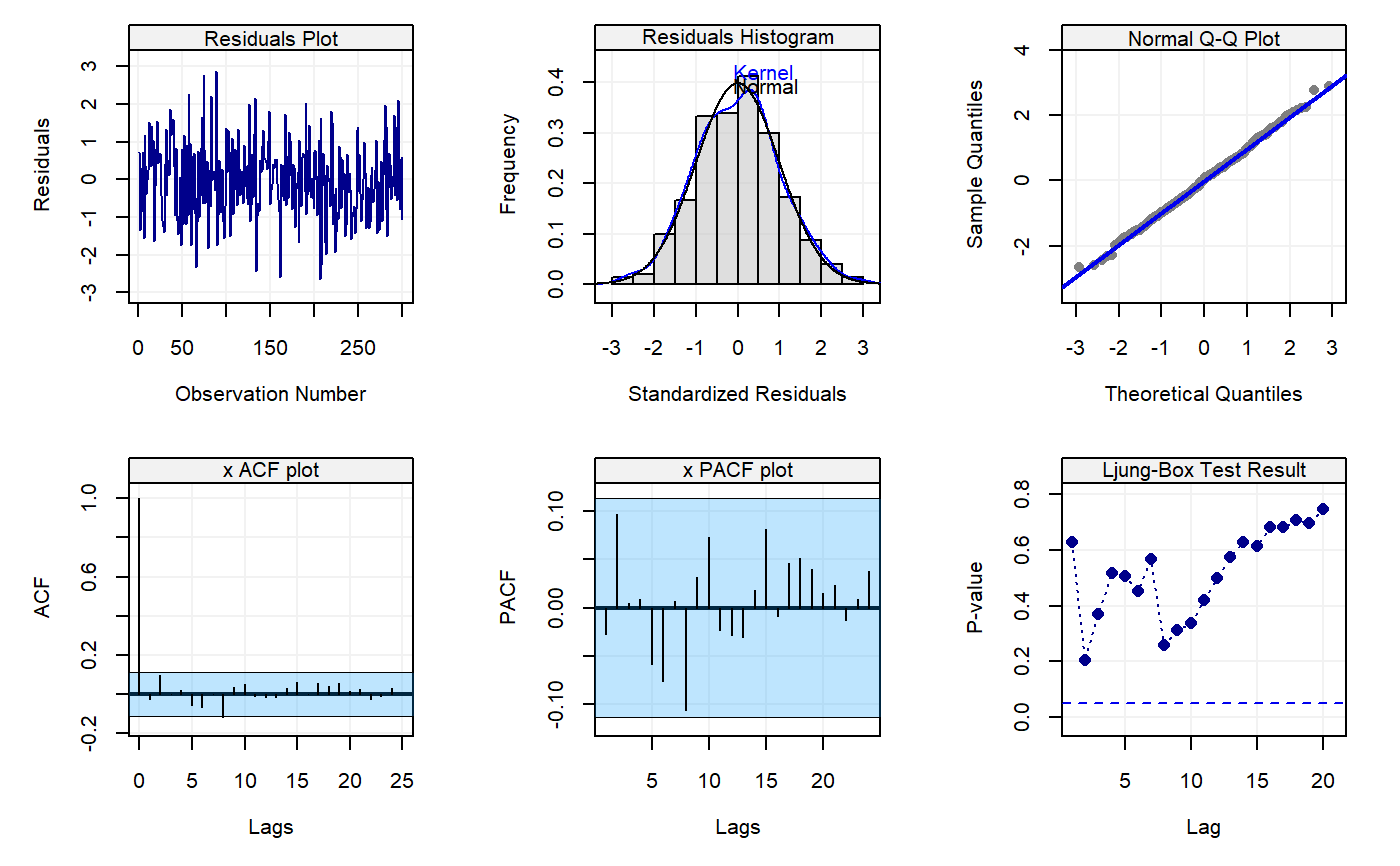 Residuals Plot
Residuals
3
2
1
0
-1
-2
-3
0 50 150 250
Observation Number
Residuals Histogram
Frequency
0.4
0.3
0.2
0.1
0.0
Kernel
Normal
-3 -2 -1 0 1 2 3
Standardized Residuals
Normal Q-Q Plot
Sample Quantiles
4
2
0
-2
-3 -1 0 1 2 3
Theoretical Quantiles
x ACF plot
ACF
1.0
0.6
0.2
-0.2
0 5 10 15 20 25
Lags
x PACF plot
PACF
0.10
0.00
-0.10
5 10 15 20
Lags
Ljung-Box Test Result
P-value
0.8
0.6
0.4
0.2
0.0
5 10 15 20
Lag